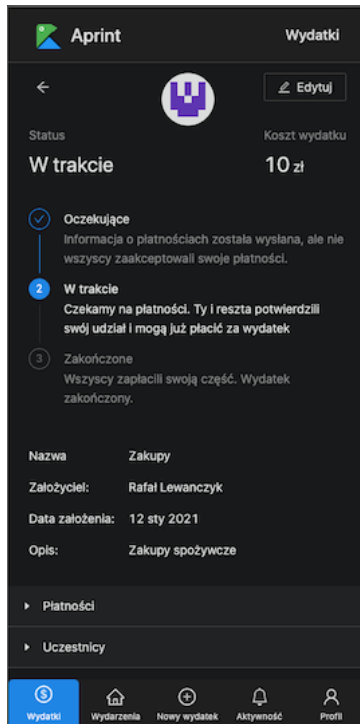 Aprint
Wydatki
Edytuj
Status
Koszt wydatku
W trakcie
10 zł
Oczekujące
Informacja o płatnościach została wysłana, ale nie
wszyscy zaakceptowali swoje płatności.
2
W trakcie
Czekamy na płatności. Ty i reszta potwierdzili
swój udział i mogą już płacić za wydatek
3
Zakończone
Wszyscy zapłacili swoją część. Wydatek
zakończony.
Nazwa Zakupy
Założyciel: Rafał Lewanczyk
Data założenia: 12 sty 2021
Opis: Zakupy spożywcze
Płatności
Uczestnicy
Wydatki Wydarzenia Nowy wydatek Aktywność Profil